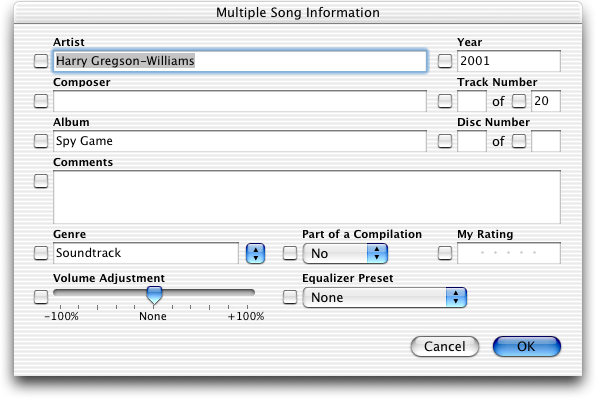 Multiple Song Information
Artist Year
Harry Gregson-Williams 2001
Composer Track Number
of 20
Album Disc Number
Spy Game of
Comments
Genre Part of a Compilation My Rating
Soundtrack No
Volume Adjustment Equalizer Preset
None
-100% None +100%
Cancel OK